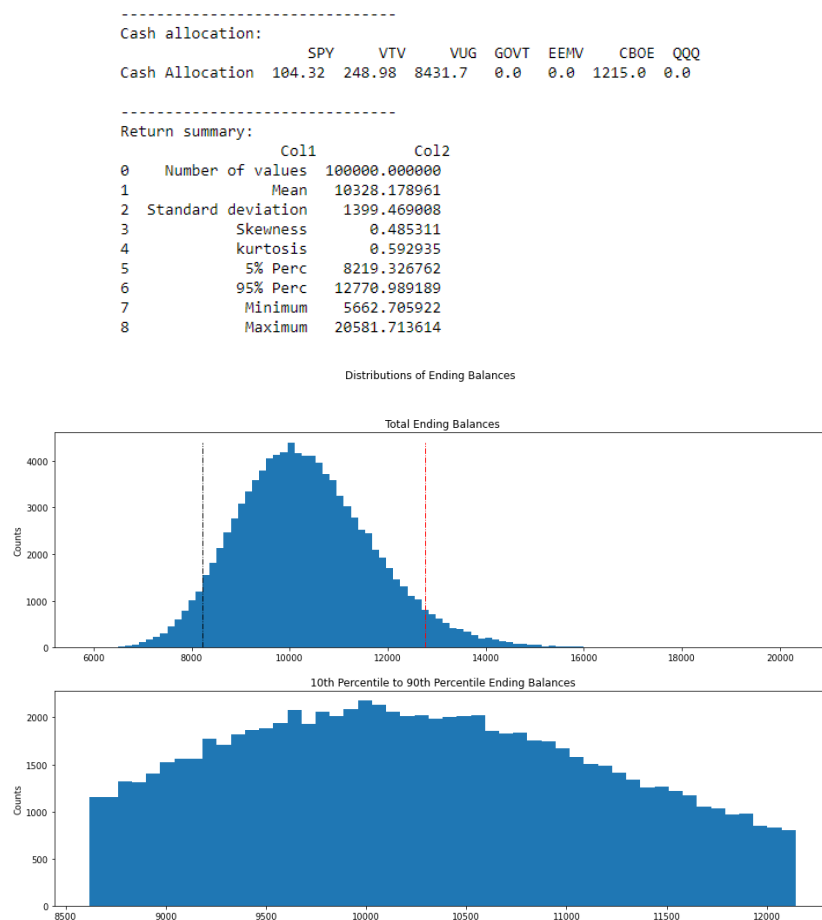 ------------------------------
Cash allocation:
SPY VTV VUG GOVT EEMV CBOE QQQ
Cash Allocation 104.32 248.98 8431.7 0.0 0.0 1215.0 0.0
------------------------------
Return summary:
Col1 Col2
0 Number of values 100000.000000
1 Mean 10328.178961
2 Standard deviation 1399.469008
3 Skewness 0.485311
4 kurtosis 0.592935
5 5% Perc 8219.326762
6 95% Perc 12770.989189
7 Minimum 5662.705922
8 Maximum 20581.713614
Distributions of Ending Balances
Total Ending Balances
Counts
4000
3000
2000
1000
0
6000 8000 10000 12000 14000 16000 18000 20000
10th Percentile to 90th Percentile Ending Balances
Counts
2000
1500
1000
500
0
8500 9000 9500 10000 10500 11000 11500 12000